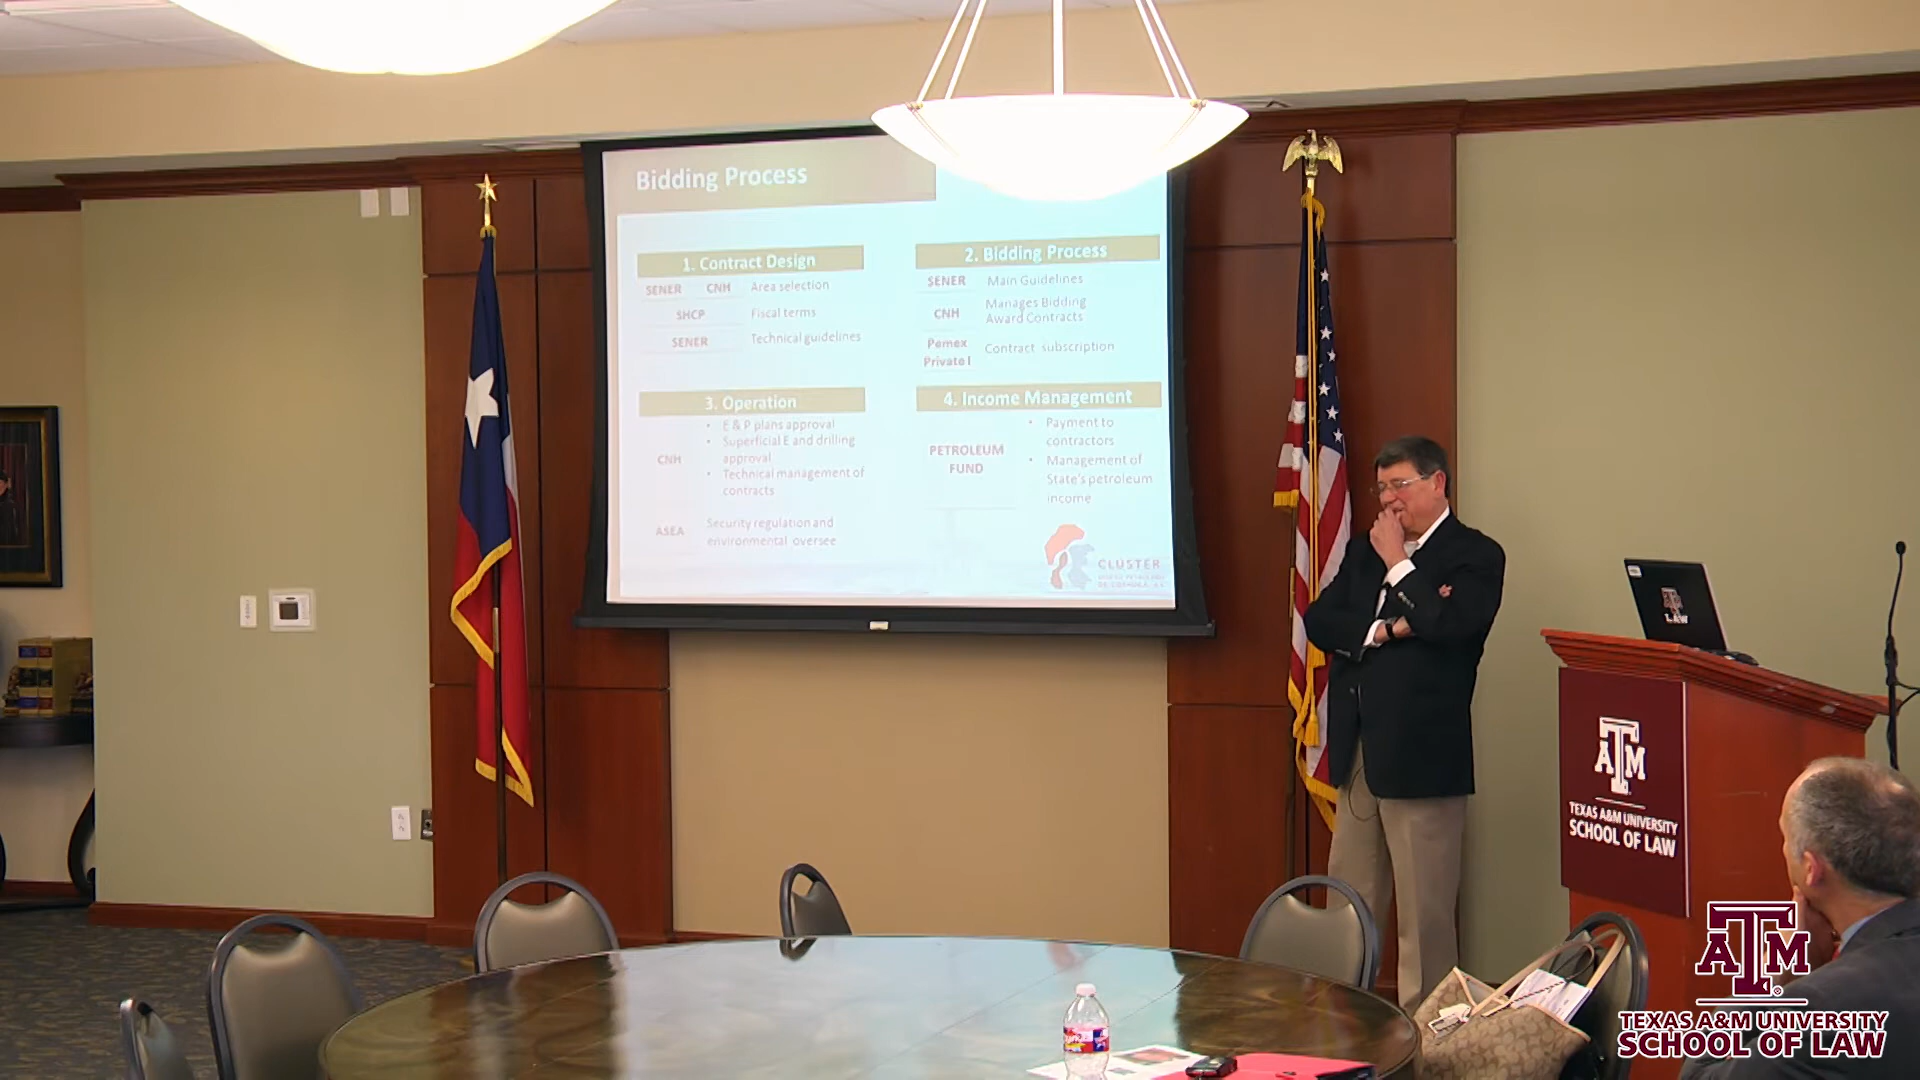 Bidding Process
1. Contract Design
SENER CNH Area selection
SHCP Fiscal terms
SENER Technical guidelines
2. Bidding Process
SENER Main Guidelines
CNH Manages Bidding
Award Contracts
Pemex
Private I
Contract subscription
3. Operation
CNH
• E & P plans approval
• Superficial E and drilling
approval
• Technical management of
contracts
ASEA
Security regulation and
environmental oversee
4. Income Management
PETROLEUM
FUND
• Payment to
contractors
• Management of
State's petroleum
income
CLUSTER
LAW
ATM
TEXAS A&M UNIVERSITY
SCHOOL OF LAW
ATM
TEXAS A&M UNIVERSITY
SCHOOL OF LAW